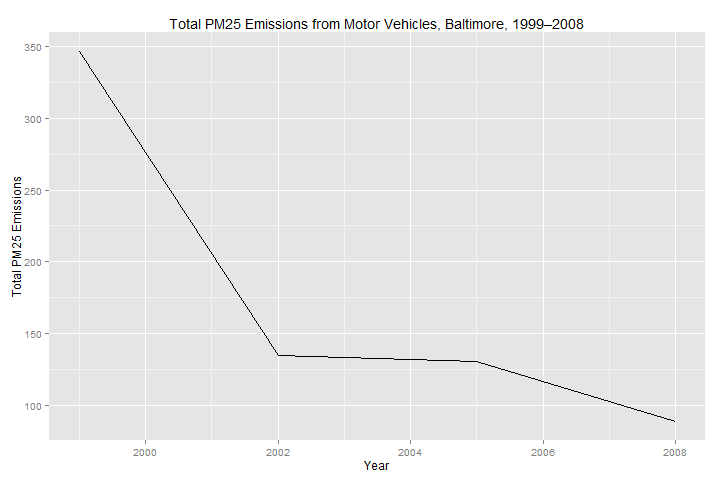 Total PM25 Emissions from Motor Vehicles, Baltimore, 1999–2008
350
300
250
200
150
100
Total PM25 Emissions
2000 2002 2004 2006 2008
Year